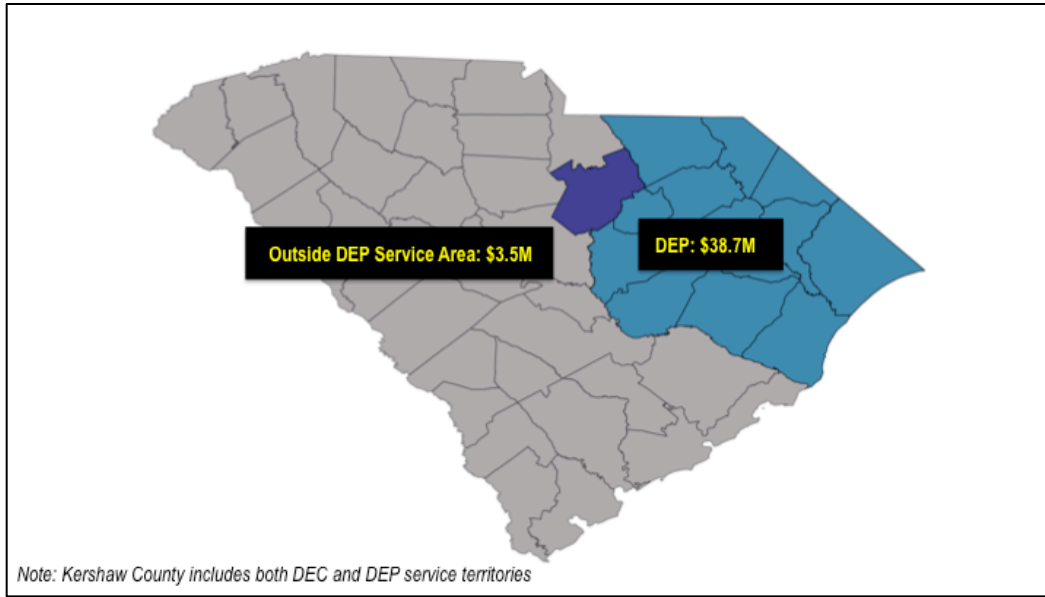 DEP: $38.7M
Outside DEP Service Area: $3.5M
Note: Kershaw County includes both DEC and DEP service territories